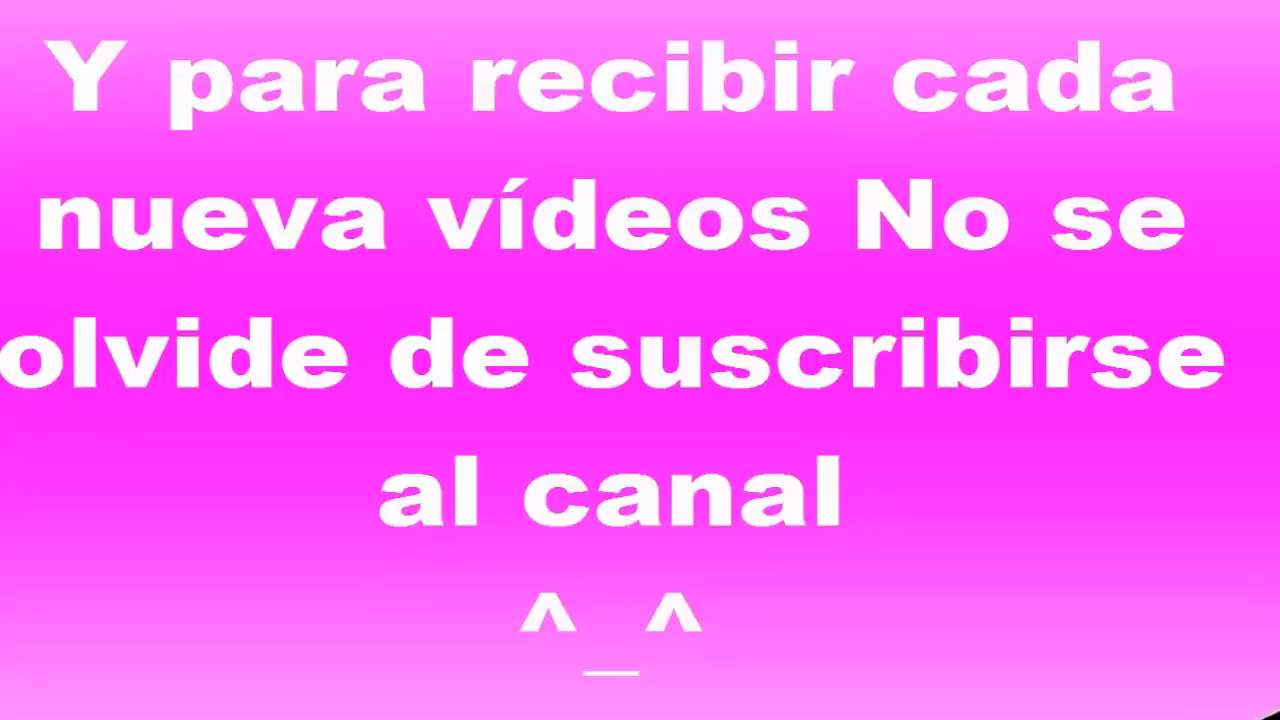 Y para recibir cada
nueva vídeos No se
olvide de suscribirse
al canal
^_^